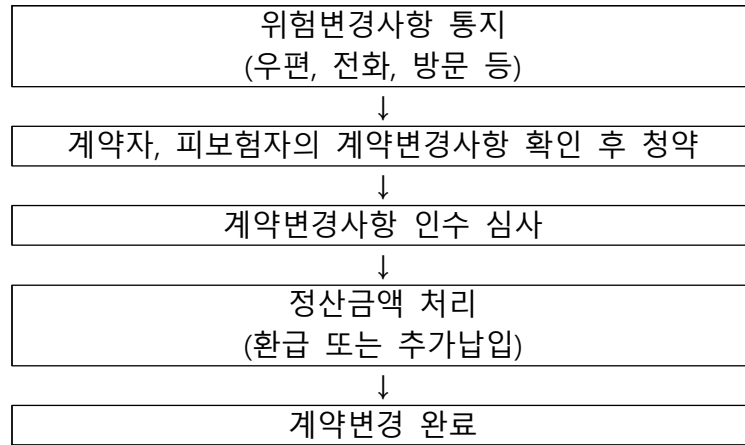 위험변경사항 통지
(우편, 전화, 방문 등)
↓
계약자, 피보험자의 계약변경사항 확인 후 청약
↓
계약변경사항 인수 심사
↓
정산금액 처리
(환급 또는 추가납입)
↓
계약변경 완료